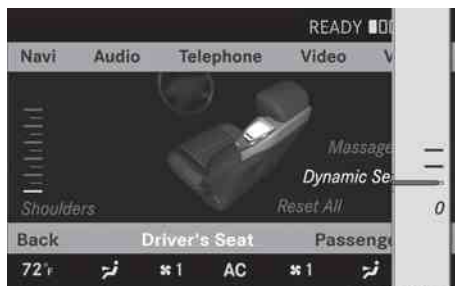 READY
Navi Audio Telephone Video V
Massage
Dynamic Se
Shoulders Reset All 0
Back Driver's Seat Passenge
72°F 1 AC 1